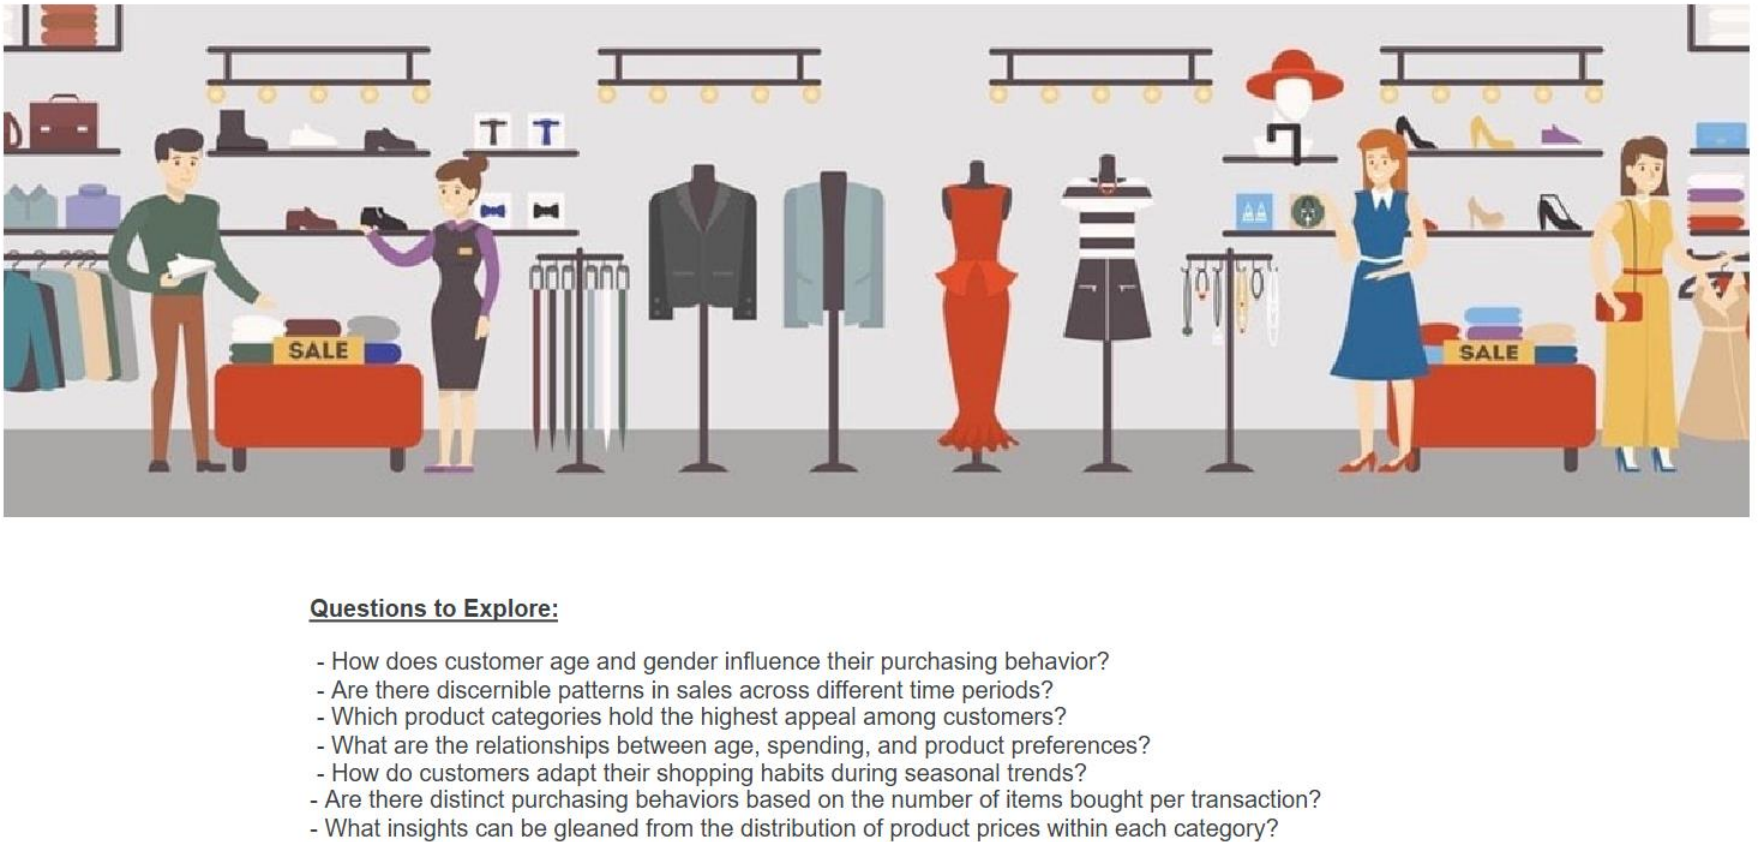 SALE
SALE
Questions to Explore:
- How does customer age and gender influence their purchasing behavior?
- Are there discernible patterns in sales across different time periods?
- Which product categories hold the highest appeal among customers?
- What are the relationships between age, spending, and product preferences?
- How do customers adapt their shopping habits during seasonal trends?
- Are there distinct purchasing behaviors based on the number of items bought per transaction?
- What insights can be gleaned from the distribution of product prices within each category?